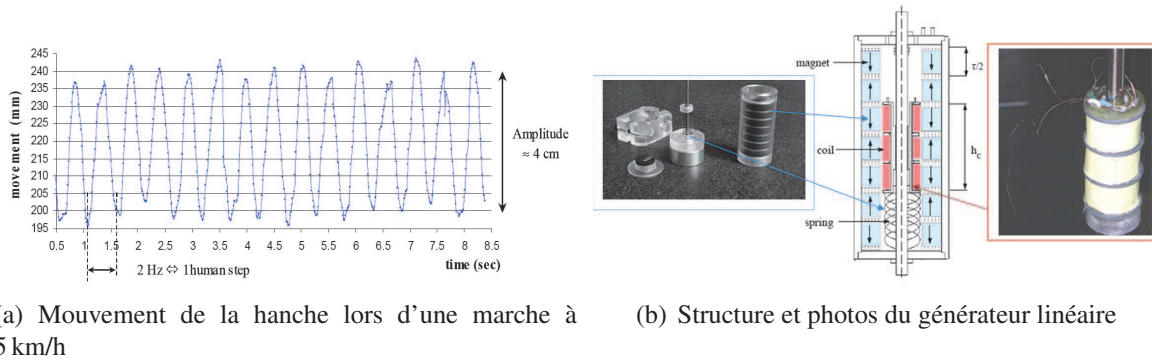 245
240
235
230
225
220
215
210
205
200
195
movement (mm)
0.5 1 1.5 2 2.5 3 3.5 4 4.5 5 5.5 6 6.5 7 7.5 8 8.5
time (sec)
Amplitude
≈ 4 cm
2 Hz ⇔ 1human step
magnet
coil
spring
τ/2
h_c
(a) Mouvement de la hanche lors d’une marche à
5 km/h
(b) Structure et photos du générateur linéaire